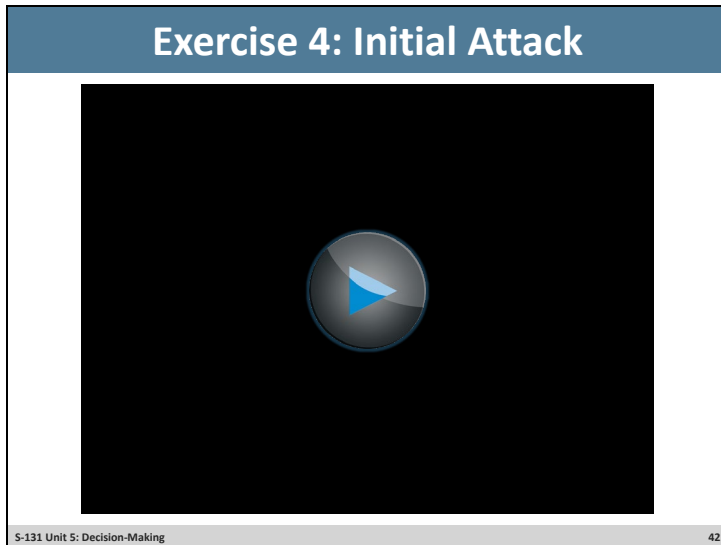 Exercise 4: Initial Attack
S-131 Unit 5: Decision-Making 42